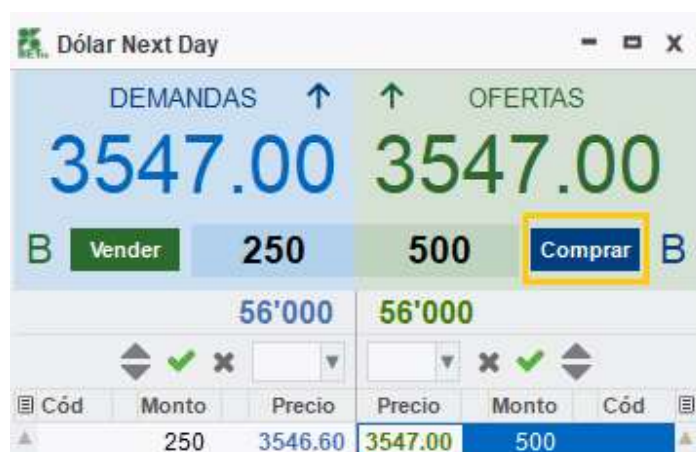 Dólar Next Day
DEMANDAS OFERTAS
3547.00 3547.00
B Vender 250 500 Comprar B
56'000 56'000
Cód Monto Precio Precio Monto Cód
250 3546.60 3547.00 500